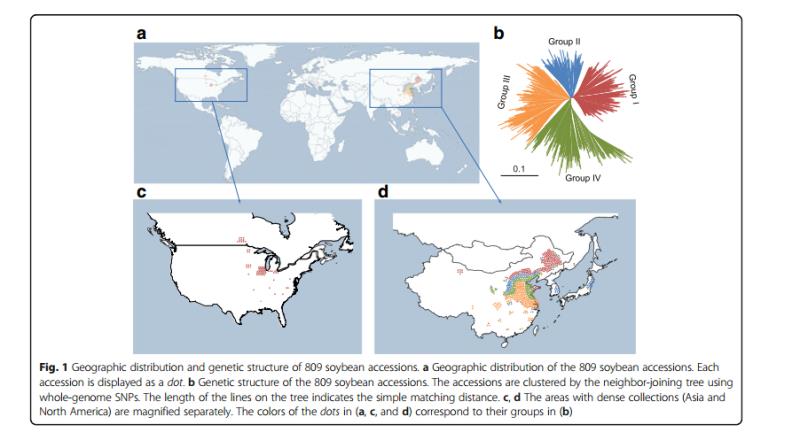 a
b
Group II
Group III
Group I
0.1
Group IV
c
d
Fig. 1 Geographic distribution and genetic structure of 809 soybean accessions. a Geographic distribution of the 809 soybean accessions. Each
accession is displayed as a dot. b Genetic structure of the 809 soybean accessions. The accessions are clustered by the neighbor-joining tree using
whole-genome SNPs. The length of the lines on the tree indicates the simple matching distance. c, d The areas with dense collections (Asia and
North America) are magnified separately. The colors of the dots in (a, c, and d) correspond to their groups in (b)